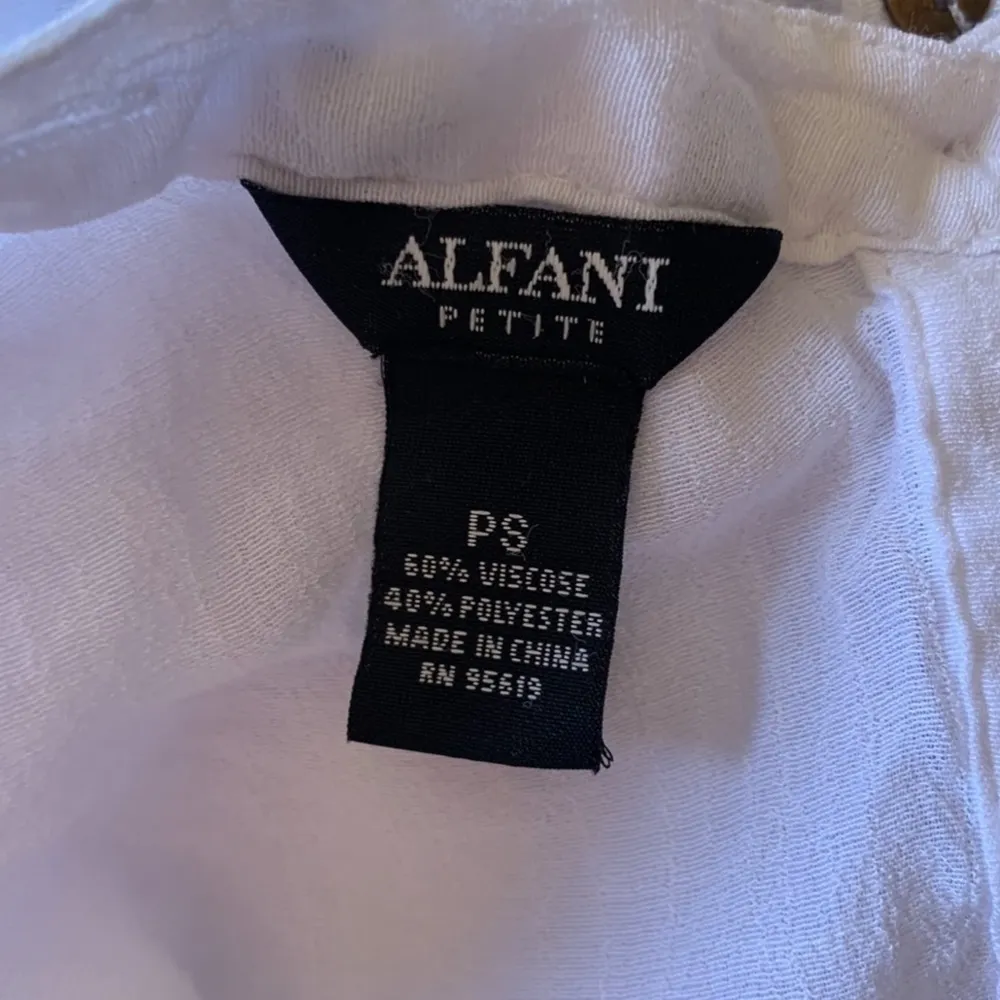 ALFANI
PETITE
PS
60% VISCOSE
40% POLYESTER
MADE IN CHINA
RN 95619